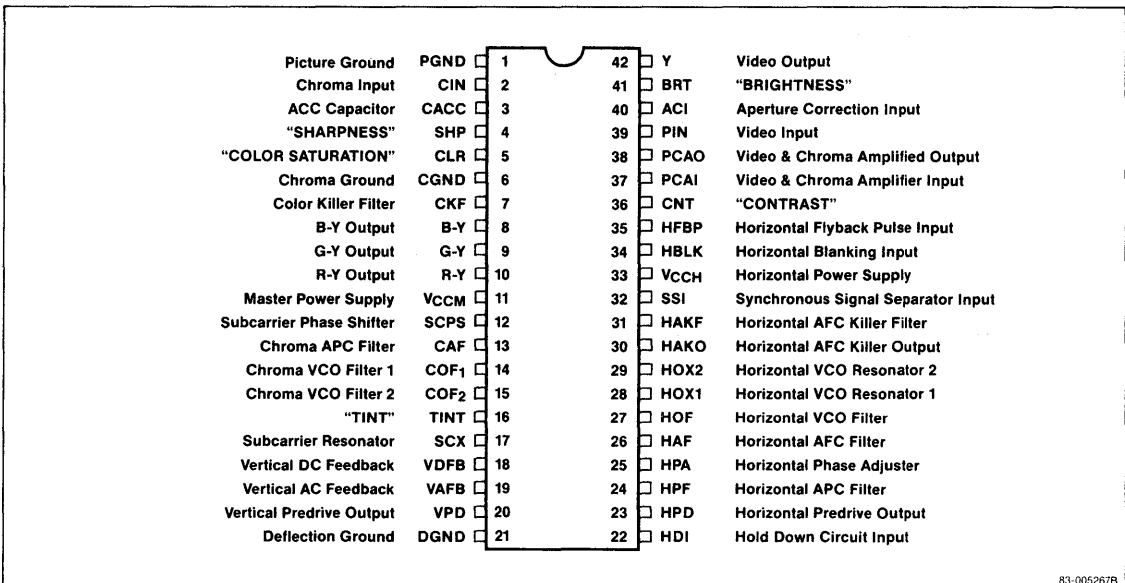 Picture Ground PGND 1 42 Y Video Output
Chroma Input CIN 2 41 BRT "BRIGHTNESS"
ACC Capacitor CACC 3 40 ACI Aperture Correction Input
"SHARPNESS" SHP 4 39 PIN Video Input
"COLOR SATURATION" CLR 5 38 PCAO Video & Chroma Amplified Output
Chroma Ground CGND 6 37 PCAI Video & Chroma Amplifier Input
Color Killer Filter CKF 7 36 CNT "CONTRAST"
B-Y Output B-Y 8 35 HFBP Horizontal Flyback Pulse Input
G-Y Output G-Y 9 34 HBLK Horizontal Blanking Input
R-Y Output R-Y 10 33 VCCH Horizontal Power Supply
Master Power Supply VCCM 11 32 SSI Synchronous Signal Separator Input
Subcarrier Phase Shifter SCPS 12 31 HAKF Horizontal AFC Killer Filter
Chroma APC Filter CAF 13 30 HAKO Horizontal AFC Killer Output
Chroma VCO Filter 1 COF1 14 29 HOX2 Horizontal VCO Resonator 2
Chroma VCO Filter 2 COF2 15 28 HOX1 Horizontal VCO Resonator 1
"TINT" TINT 16 27 HOF Horizontal VCO Filter
Subcarrier Resonator SCX 17 26 HAF Horizontal AFC Filter
Vertical DC Feedback VDFB 18 25 HPA Horizontal Phase Adjuster
Vertical AC Feedback VAFB 19 24 HPF Horizontal APC Filter
Vertical Predrive Output VPD 20 23 HPD Horizontal Predrive Output
Deflection Ground DGND 21 22 HDI Hold Down Circuit Input
83-005267B